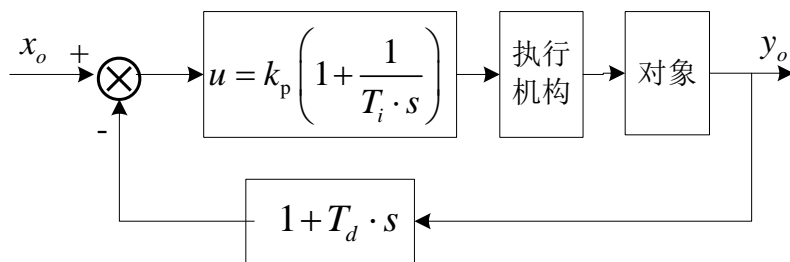 x_o
+
-
u = k_p(1 + 1/(T_i · s))
执行
机构
对象
y_o
1 + T_d · s